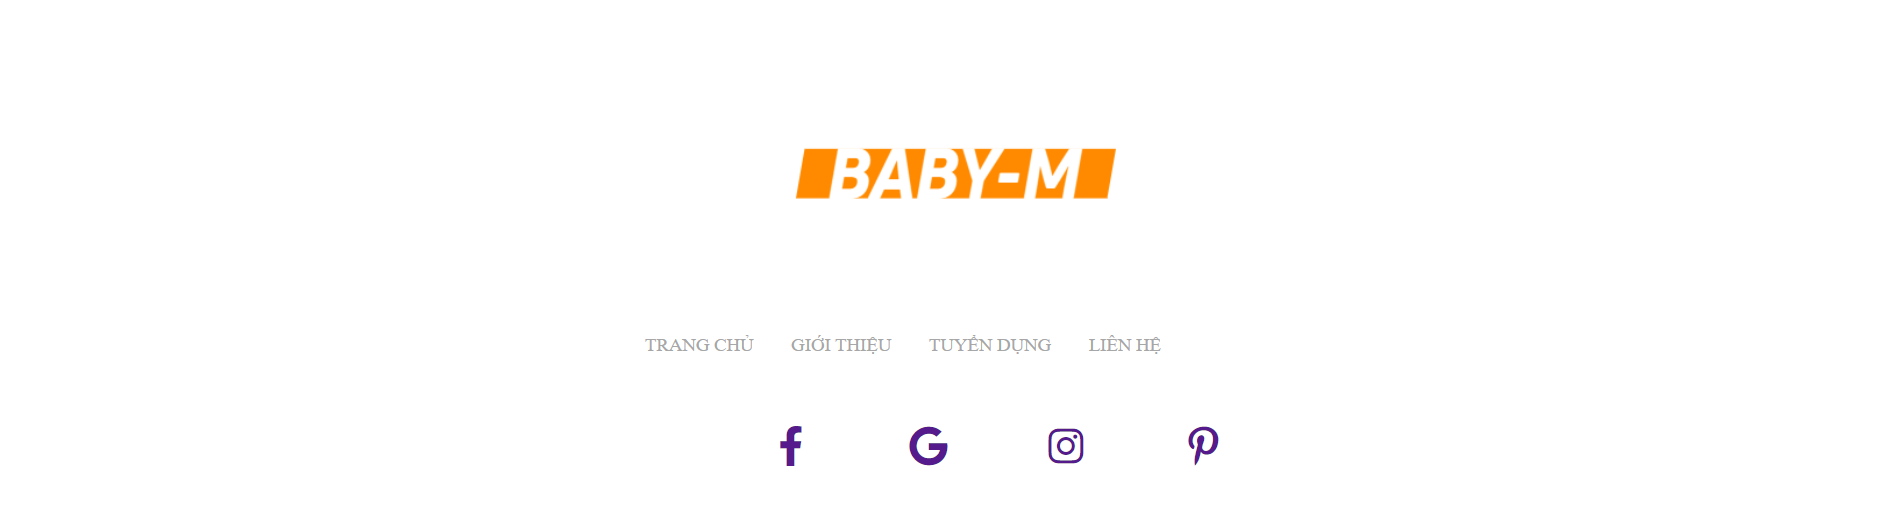 BABY-M
TRANG CHỦ GIỚI THIỆU TUYỂN DỤNG LIÊN HỆ